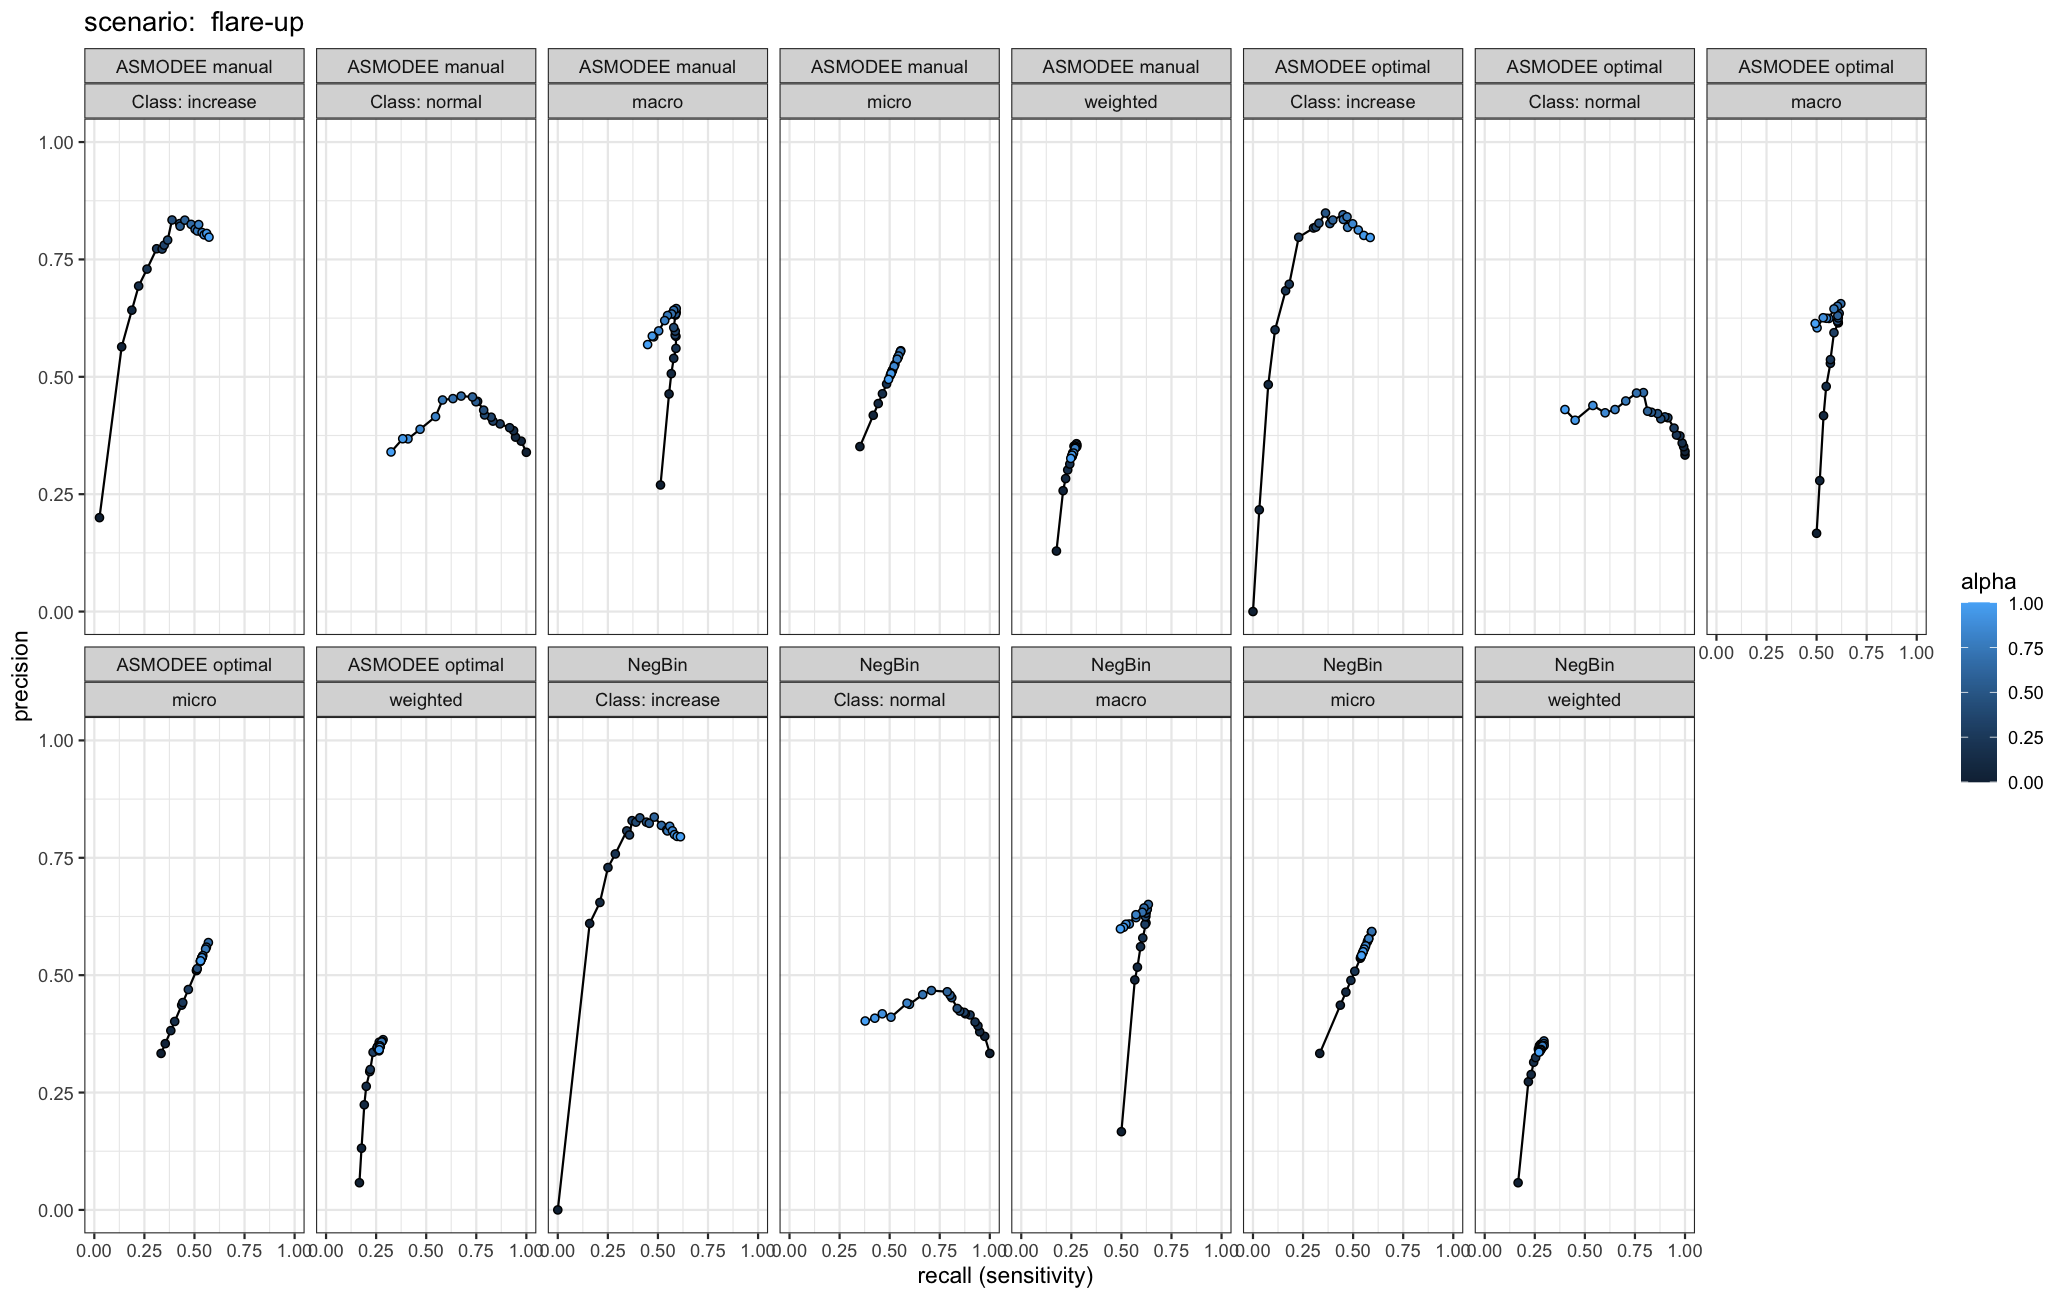 scenario:  flare-up
ASMODEE manual ASMODEE manual ASMODEE manual ASMODEE manual ASMODEE manual ASMODEE optimal ASMODEE optimal ASMODEE optimal
Class: increase Class: normal macro micro weighted Class: increase Class: normal macro
1.00
0.75
0.50
0.25
0.00
0.00 0.25 0.50 0.75 1.00
ASMODEE optimal ASMODEE optimal NegBin NegBin NegBin NegBin NegBin
micro weighted Class: increase Class: normal macro micro weighted
1.00
0.75
0.50
0.25
0.00
0.00 0.25 0.50 0.75 1.00 0.00 0.25 0.50 0.75 1.00 0.00 0.25 0.50 0.75 1.00 0.00 0.25 0.50 0.75 1.00 0.00 0.25 0.50 0.75 1.00 0.00 0.25 0.50 0.75 1.00 0.00 0.25 0.50 0.75 1.00
recall (sensitivity)
precision
alpha
1.00
0.75
0.50
0.25
0.00